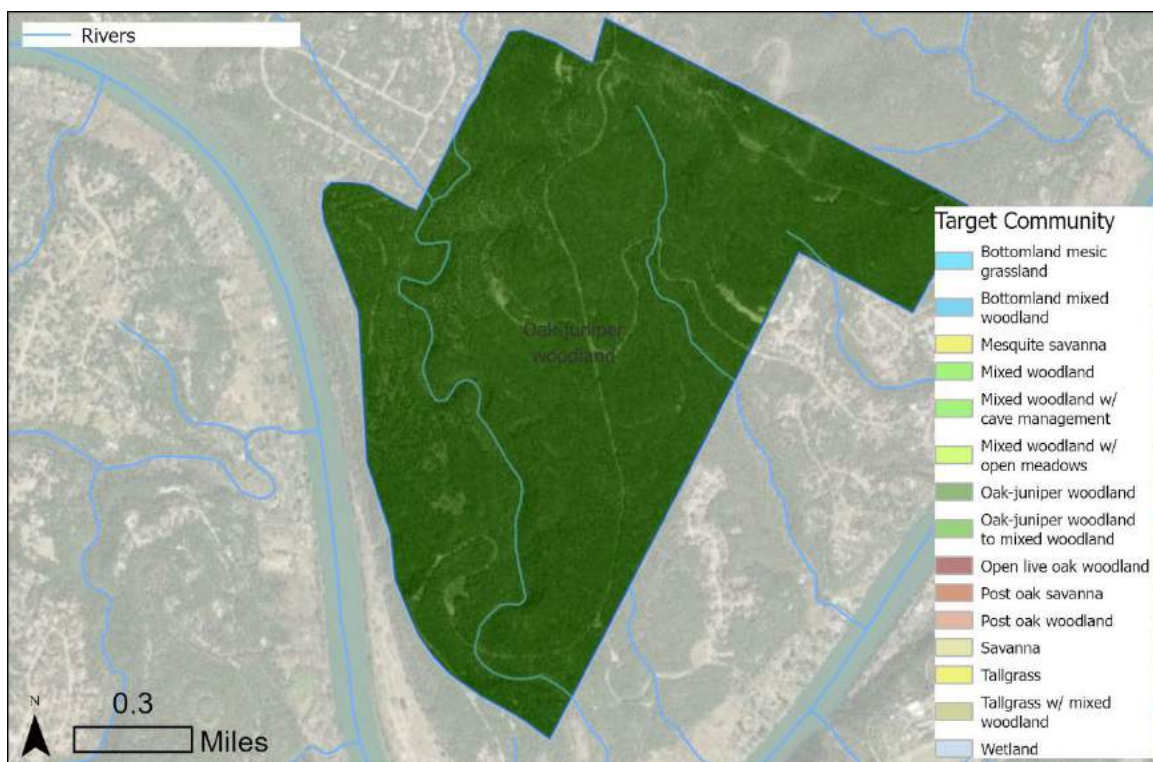 Rivers
Oak-juniper
woodland
Target Community
Bottomland mesic
grassland
Bottomland mixed
woodland
Mesquite savanna
Mixed woodland
Mixed woodland w/
cave management
Mixed woodland w/
open meadows
Oak-juniper woodland
Oak-juniper woodland
to mixed woodland
Open live oak woodland
Post oak savanna
Post oak woodland
Savanna
Tallgrass
Tallgrass w/ mixed
woodland
Wetland
N
0.3
Miles